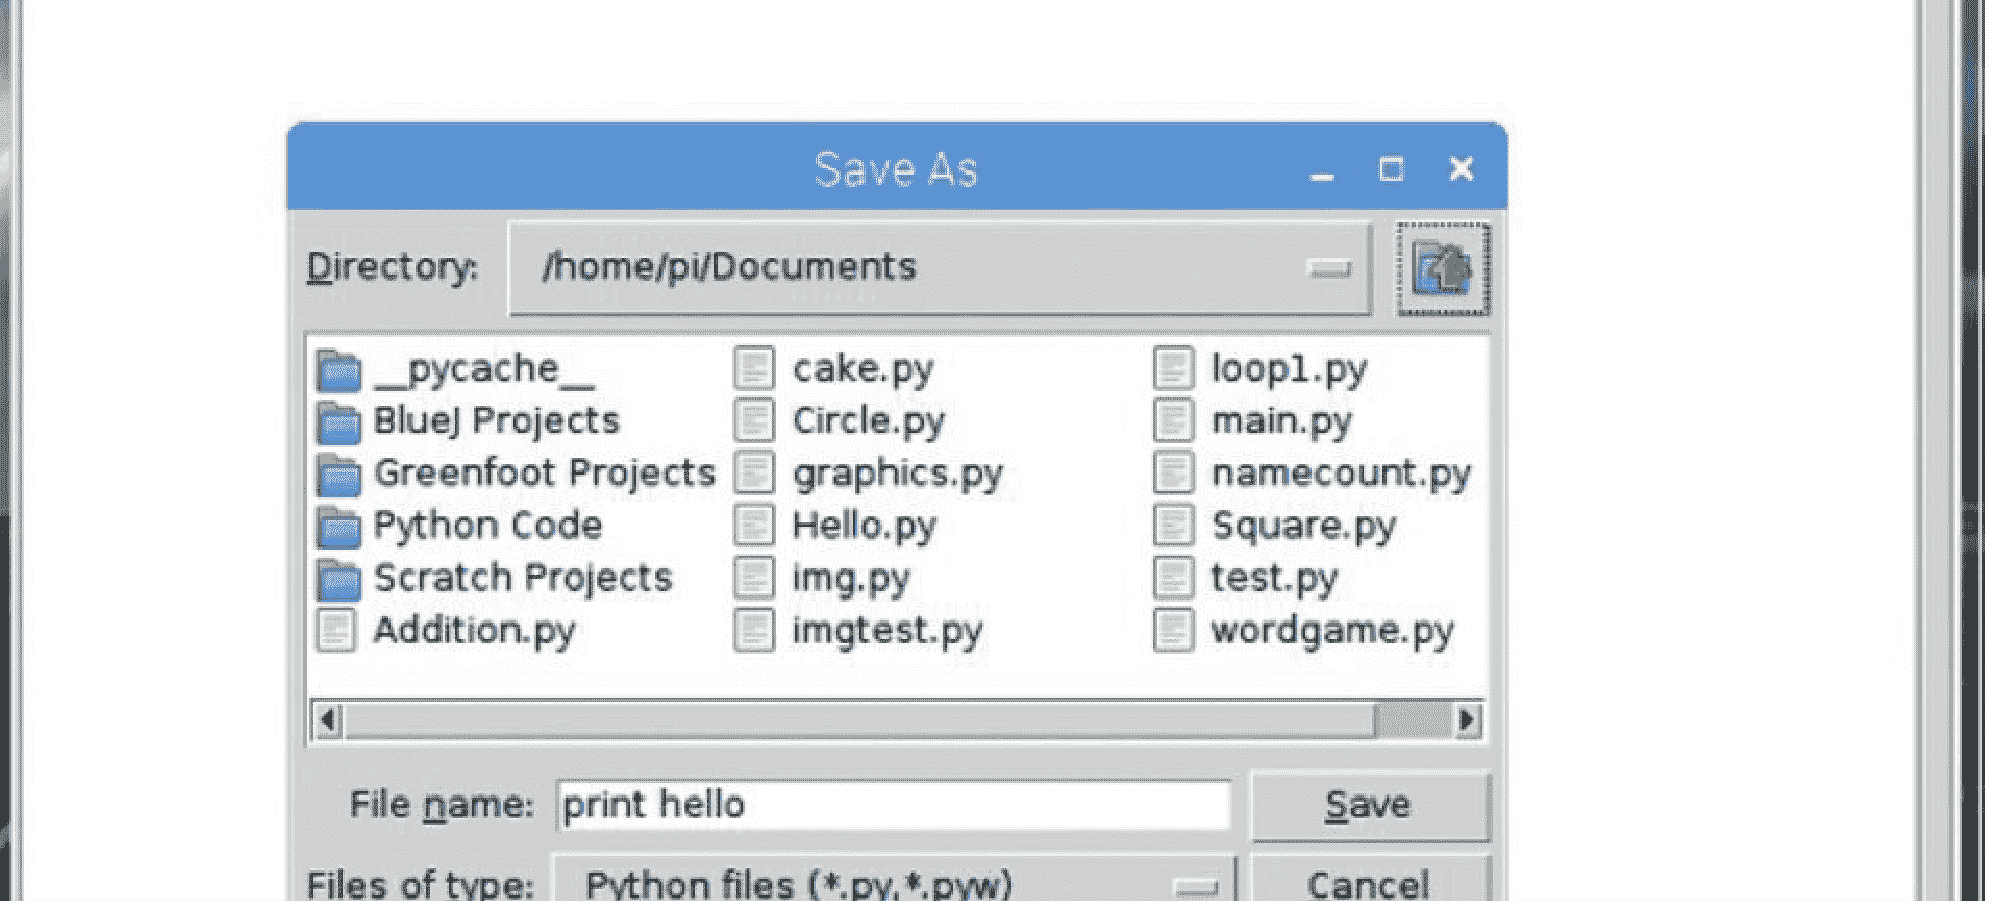 Save As
Directory: /home/pi/Documents
__pycache__ cake.py loop1.py
BlueJ Projects Circle.py main.py
Greenfoot Projects graphics.py namecount.py
Python Code Hello.py Square.py
Scratch Projects img.py test.py
Addition.py imgtest.py wordgame.py
File name: print hello Save
Files of type: Python files (*.py,*.pyw) Cancel